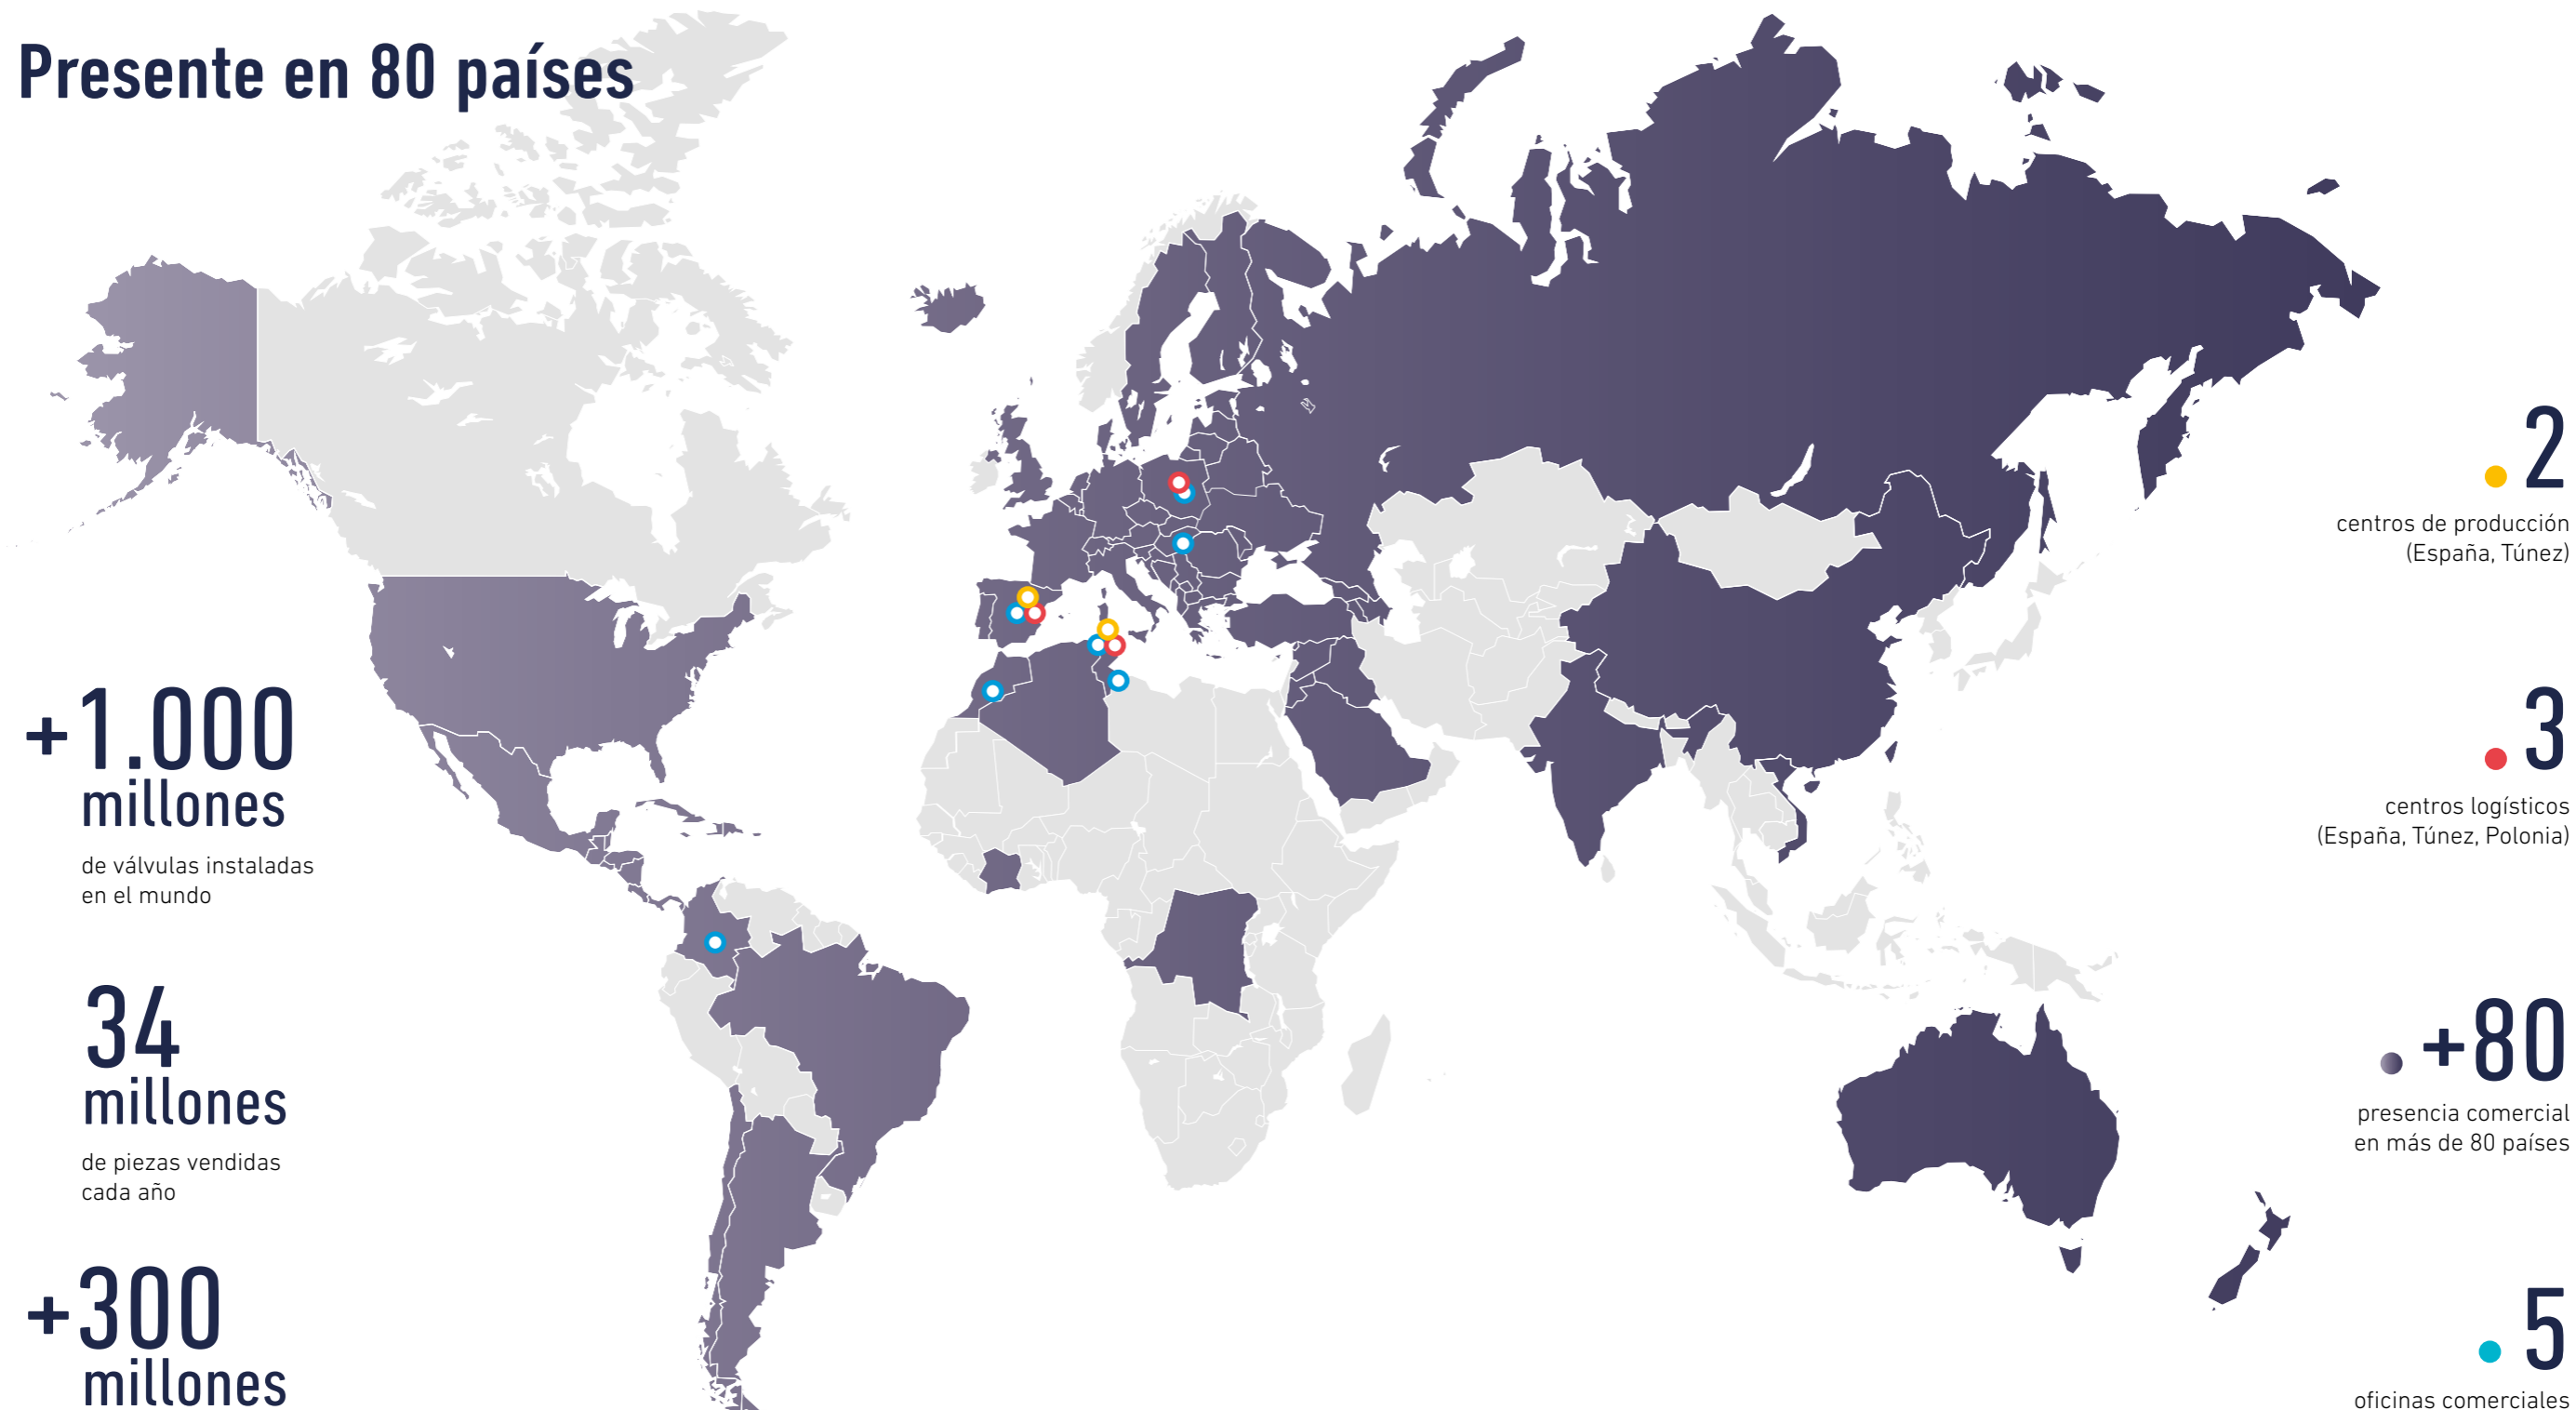 Presente en 80 países
+1.000
millones
de válvulas instaladas
en el mundo
34
millones
de piezas vendidas
cada año
+300
millones
2
centros de producción
(España, Túnez)
3
centros logísticos
(España, Túnez, Polonia)
+80
presencia comercial
en más de 80 países
5
oficinas comerciales